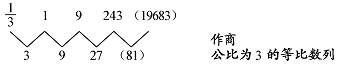 1/3 1 9 243 (19683)
3 9 27 (81)
作商
公比为 3 的等比数列